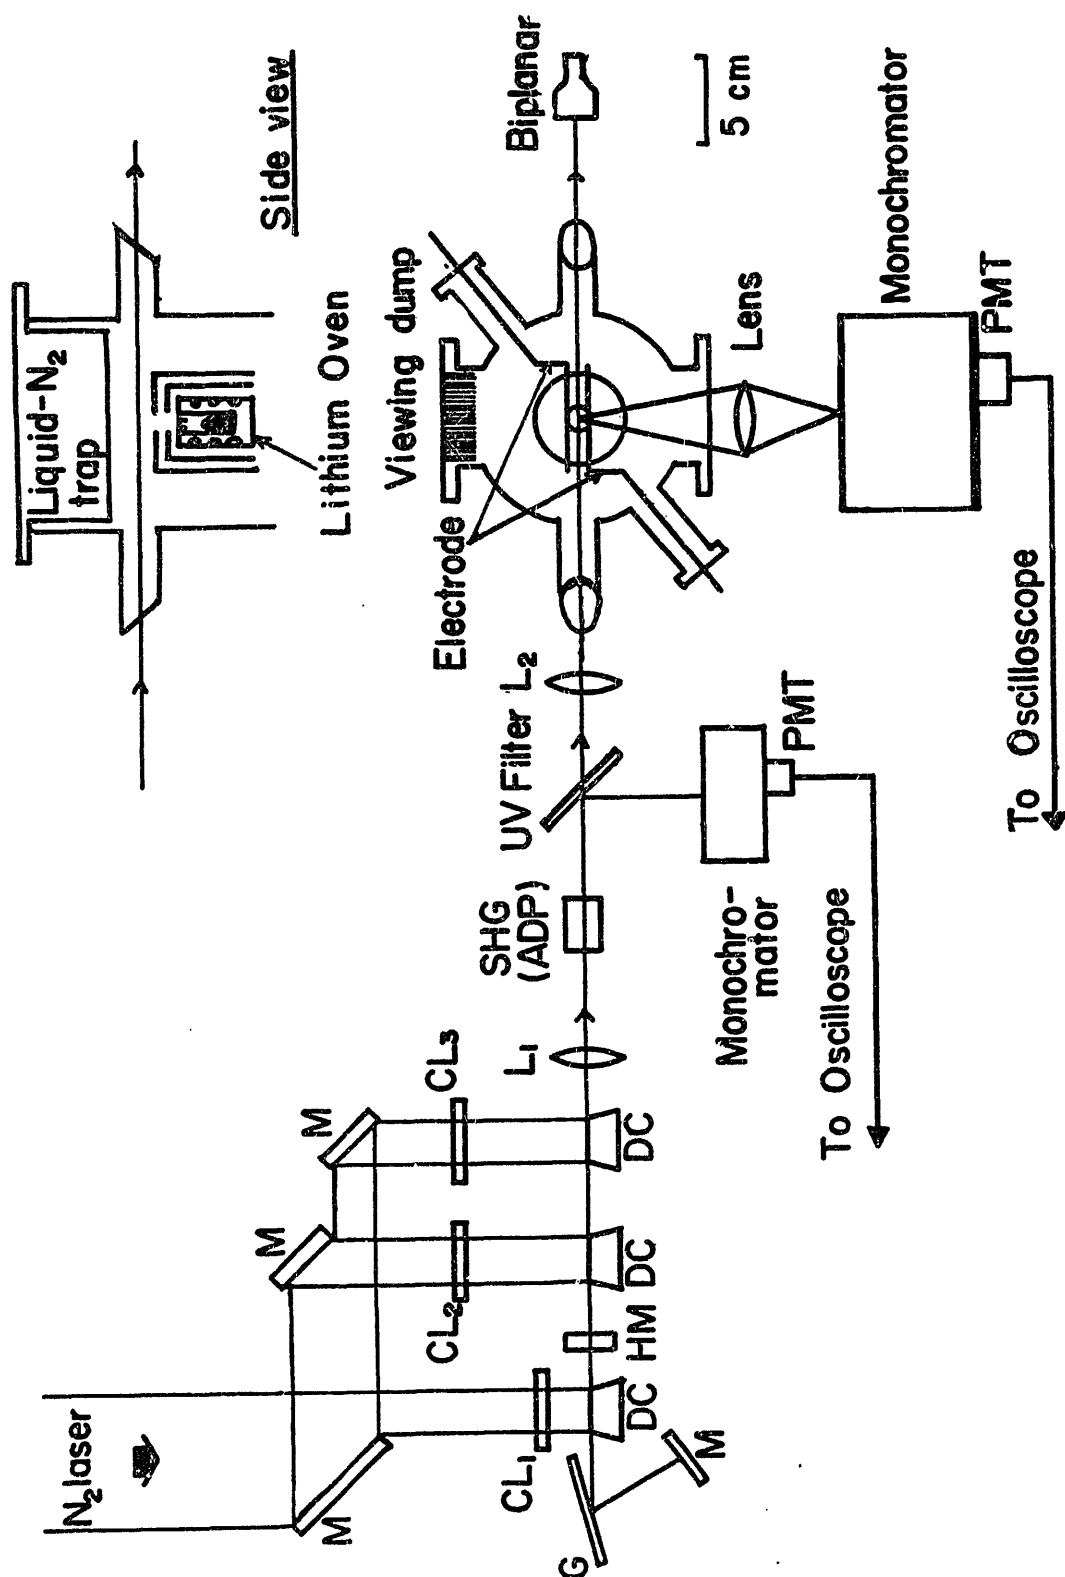 Liquid-N₂
trap
Side view
Lithium Oven
Biplanar
5 cm
Viewing dump
Electrode
Lens
Monochromator
PMT
To Oscilloscope
N₂ laser
M
M
M
CL₁
CL₂
CL₃
G
M
DC
HM
DC
DC
L₁
SHG
(ADP)
UV Filter
L₂
Monochro-
mator
PMT
To Oscilloscope